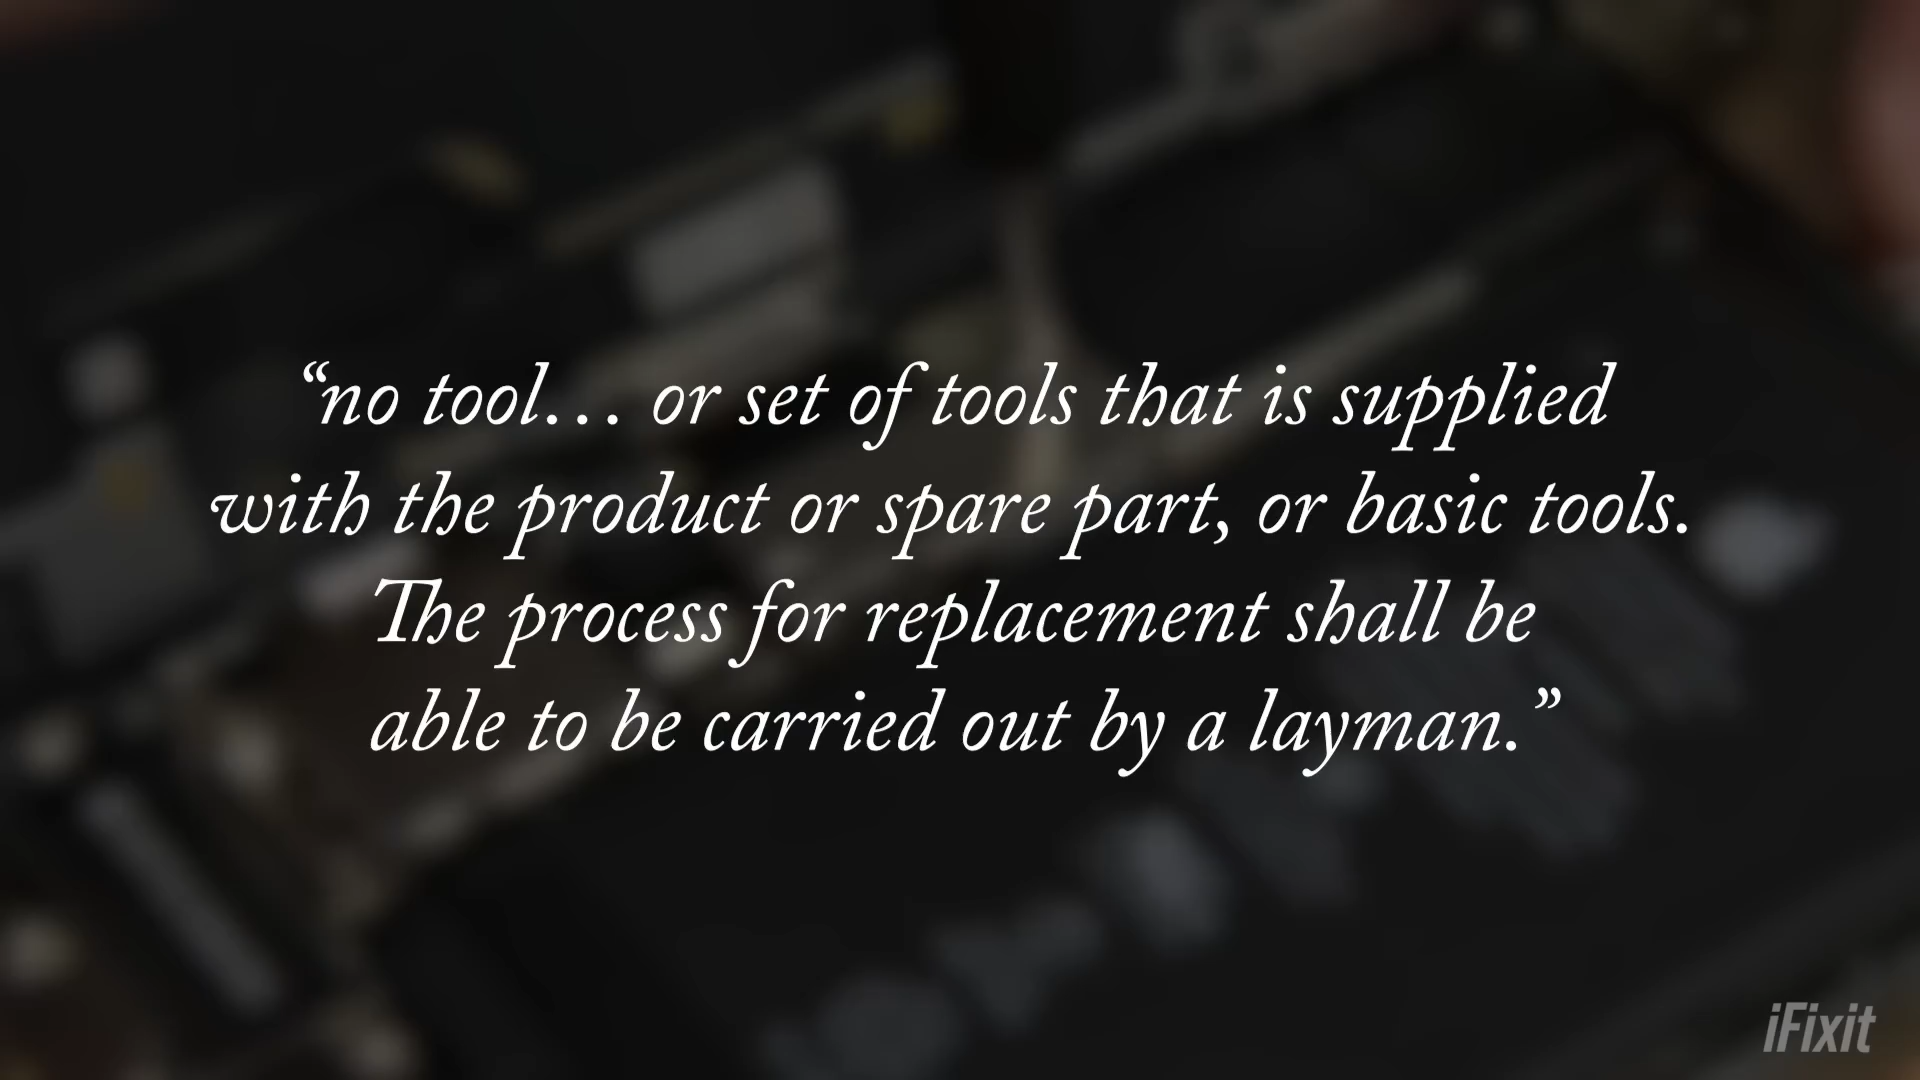 “no tool… or set of tools that is supplied
with the product or spare part, or basic tools.
The process for replacement shall be
able to be carried out by a layman.”
iFixit